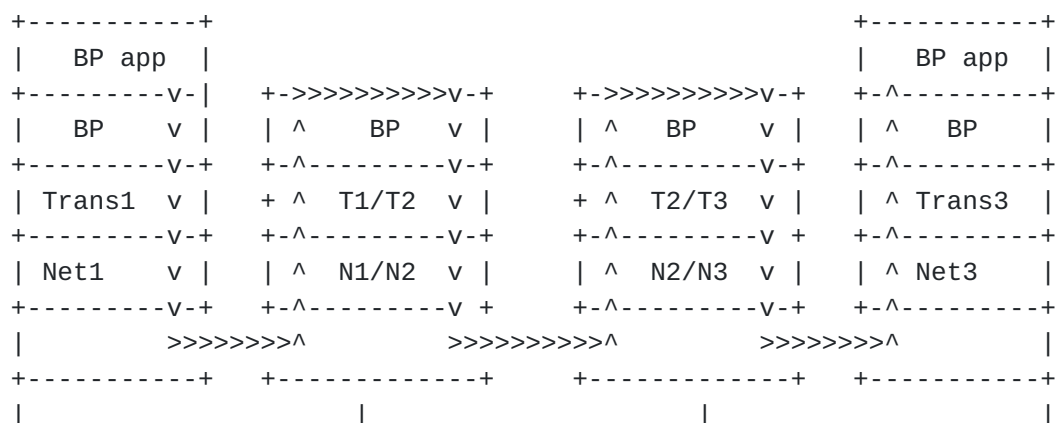 +-----------+                                         +-----------+
|   BP app  |                                         |   BP app  |
+---------v-|   +->>>>>>>>>>v-+     +->>>>>>>>>>v-+   +-^---------+
|   BP    v |   | ^    BP   v |     | ^   BP    v |   | ^   BP    |
+---------v-+   +-^---------v-+     +-^---------v-+   +-^---------+
| Trans1  v |   + ^  T1/T2  v |     + ^  T2/T3  v |   | ^ Trans3  |
+---------v-+   +-^---------v-+     +-^---------v +   +-^---------+
| Net1    v |   | ^  N1/N2  v |     | ^  N2/N3  v |   | ^ Net3    |
+---------v-+   +-^---------v +     +-^---------v-+   +-^---------+
|         >>>>>>>>^         >>>>>>>>>>^         >>>>>>>>^         |
+-----------+   +-------------+     +-------------+   +-----------+
|                     |                     |                     |